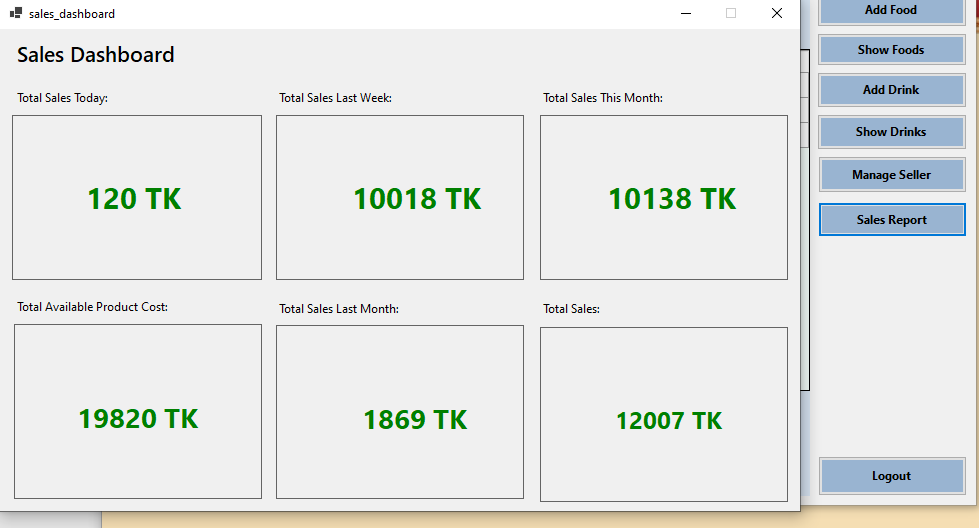 sales_dashboard
Sales Dashboard
Total Sales Today:
120 TK
Total Sales Last Week:
10018 TK
Total Sales This Month:
10138 TK
Total Available Product Cost:
19820 TK
Total Sales Last Month:
1869 TK
Total Sales:
12007 TK
Add Food
Show Foods
Add Drink
Show Drinks
Manage Seller
Sales Report
Logout